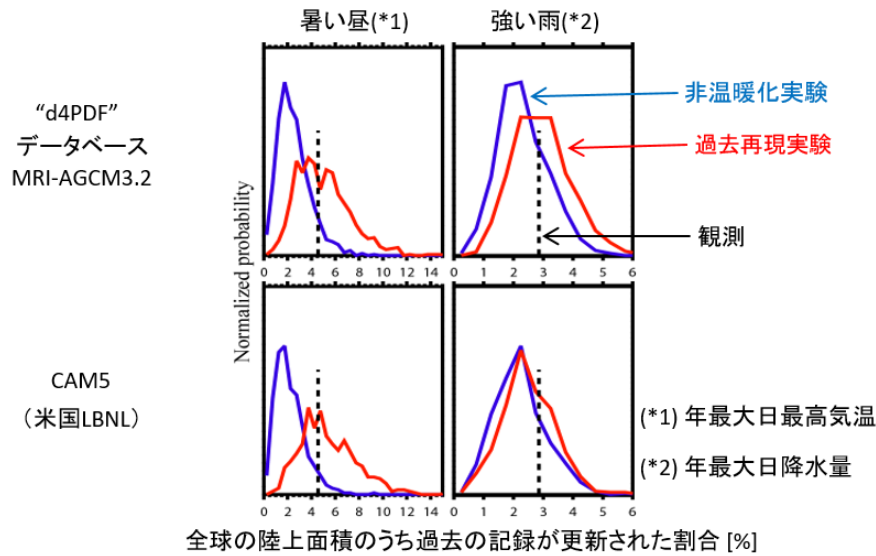 暑い昼(*1)
強い雨(*2)
“d4PDF”
データベース
MRI-AGCM3.2
非温暖化実験
過去再現実験
観測
Normalized probability
0 2 4 6 8 10 12 14
0 1 2 3 4 5 6
CAM5
（米国LBNL）
(*1) 年最大日最高気温
(*2) 年最大日降水量
0 2 4 6 8 10 12 14
0 1 2 3 4 5 6
全球の陸上面積のうち過去の記録が更新された割合 [%]